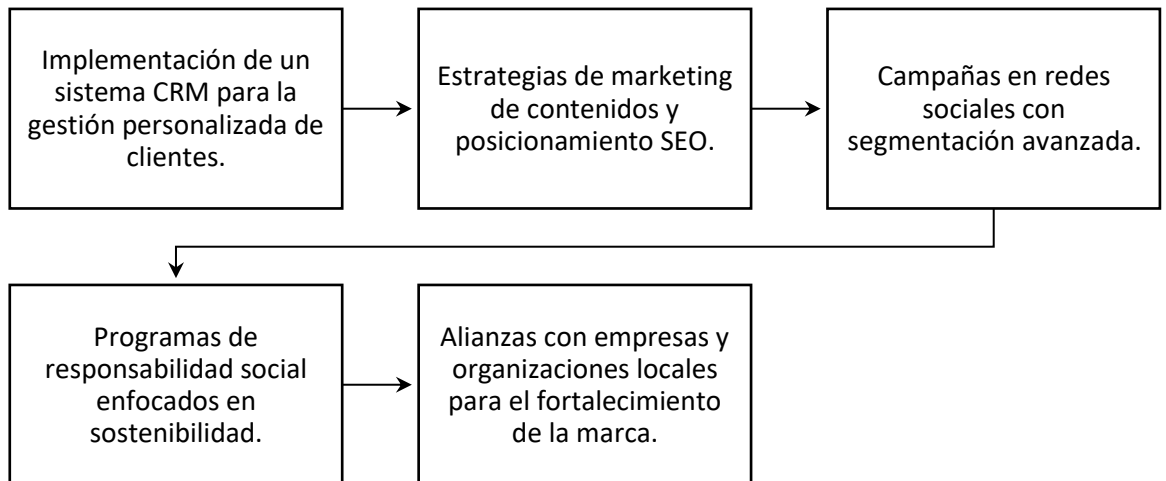 Implementación de un
sistema CRM para la
gestión personalizada de
clientes.
Estrategias de marketing
de contenidos y
posicionamiento SEO.
Campañas en redes
sociales con
segmentación avanzada.
Programas de
responsabilidad social
enfocados en
sostenibilidad.
Alianzas con empresas y
organizaciones locales
para el fortalecimiento
de la marca.